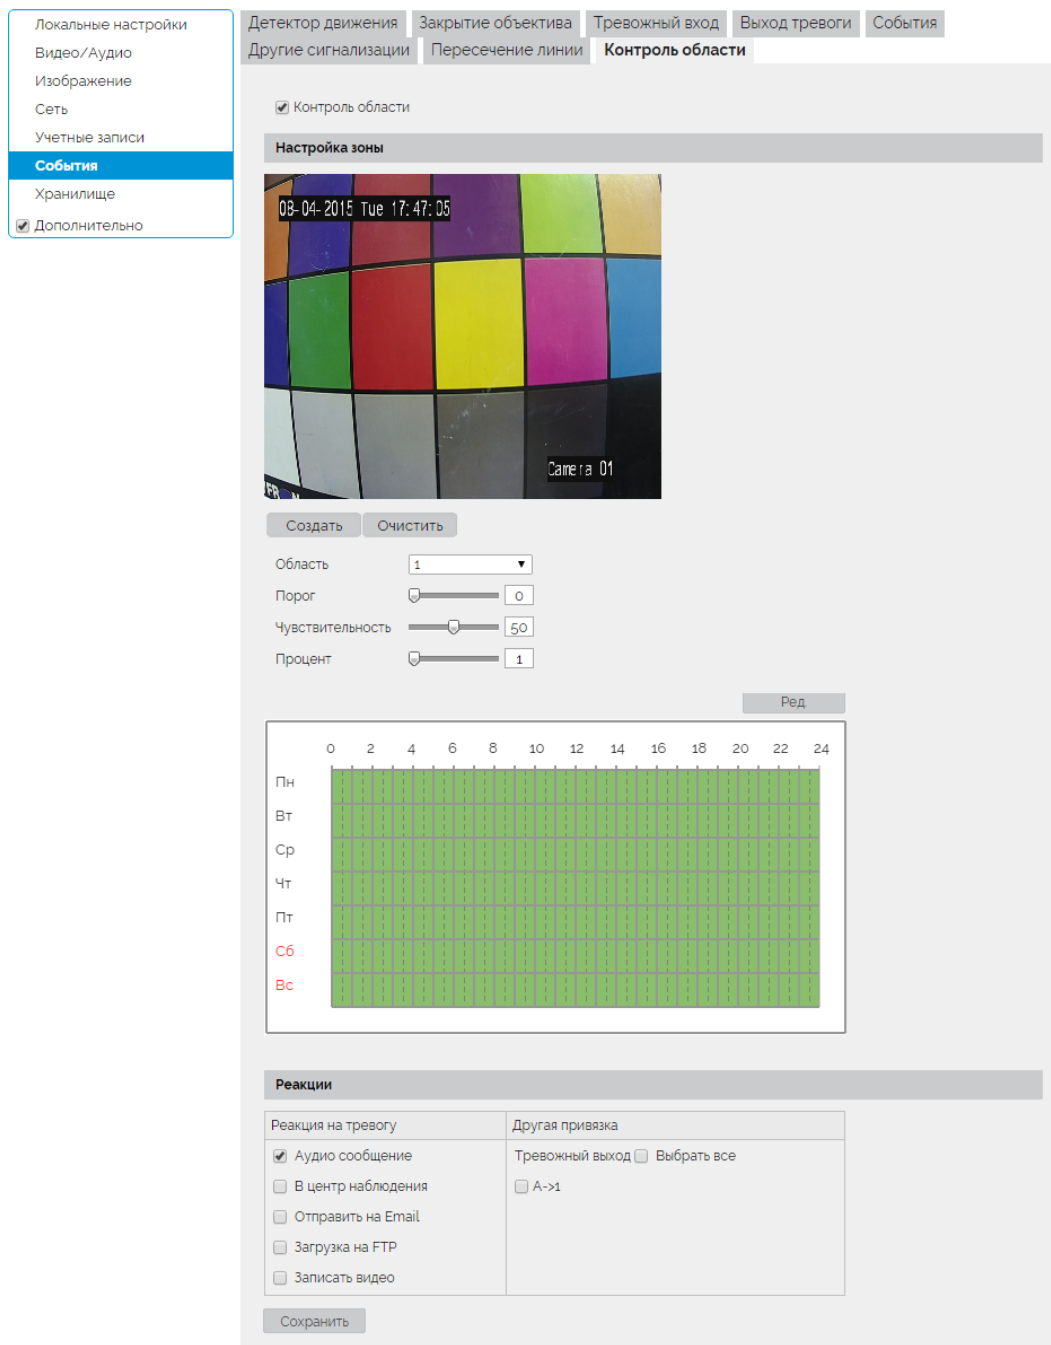 Локальные настройки
Видео/Аудио
Изображение
Сеть
Учетные записи
События
Хранилище
Дополнительно
Детектор движения Закрытие объектива Тревожный вход Выход тревоги События
Другие сигнализации Пересечение линии Контроль области
Контроль области
Настройка зоны
08-04-2015 Tue 17:47:05
Camera 01
Создать Очистить
Область 1
Порог 0
Чувствительность 50
Процент 1
Ред.
0 2 4 6 8 10 12 14 16 18 20 22 24
Пн
Вт
Ср
Чт
Пт
Сб
Вс
Реакции
Реакция на тревогу Другая привязка
Аудио сообщение Тревожный выход Выбрать все
В центр наблюдения A->1
Отправить на Email
Загрузка на FTP
Записать видео
Сохранить